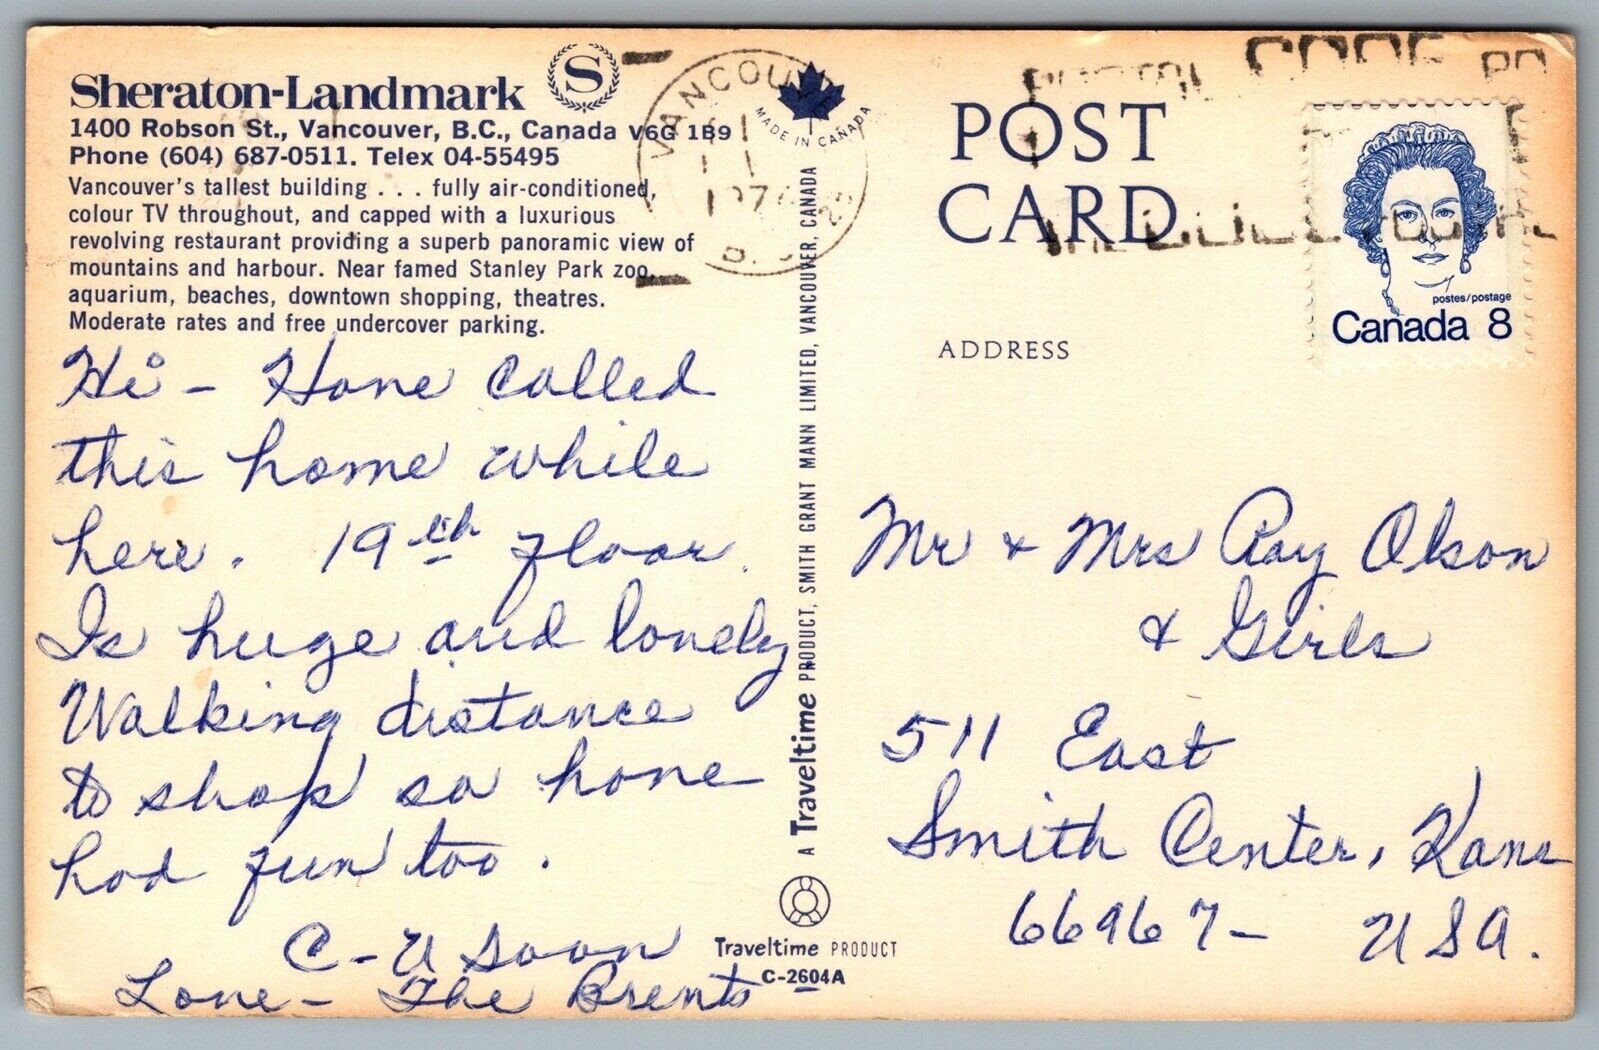 Sheraton-Landmark S
1400 Robson St., Vancouver, B.C., Canada V6G 1B9
Phone (604) 687-0511. Telex 04-55495
Vancouver's tallest building . . . fully air-conditioned,
colour TV throughout, and capped with a luxurious
revolving restaurant providing a superb panoramic view of
mountains and harbour. Near famed Stanley Park zoo,
aquarium, beaches, downtown shopping, theatres.
Moderate rates and free undercover parking.
Hi - Have called
this home while
here. 19th floor.
Is huge and lonely
Walking distance
to shop so have
had fun too.
C-U Soon
Love - The Brents
VANCOUVER
MADE IN CANADA
A Traveltime PRODUCT, SMITH GRANT MANN LIMITED, VANCOUVER, CANADA
Traveltime PRODUCT
C-2604A
POST
CARD
CODE
postes/postage
Canada 8
ADDRESS
Mr & Mrs Ray Olson
& Girls
511 East
Smith Center, Kans
66967- USA.